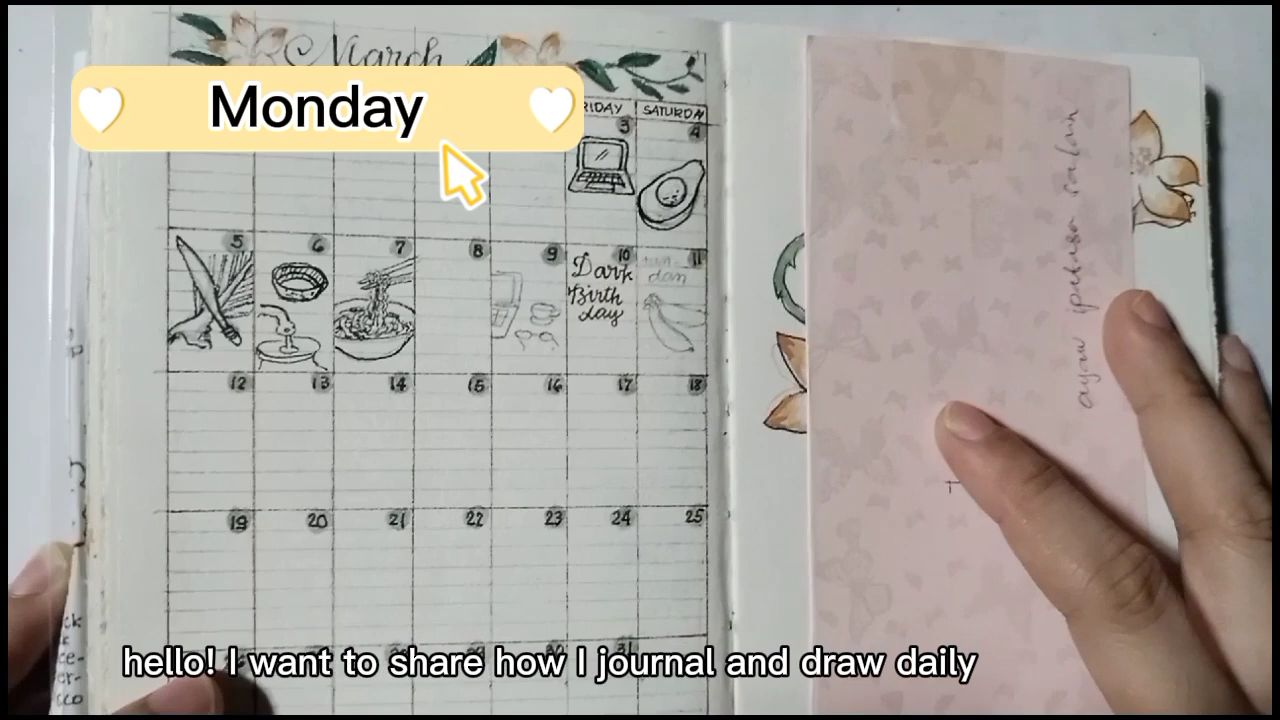 March
Monday
RIDAY SATURDA
3 4
5 6 7 8 9 10 11
Dark
Birth
day
12 13 14 15 16 17 18
19 20 21 22 23 24 25
31
hello! I want to share how I journal and draw daily